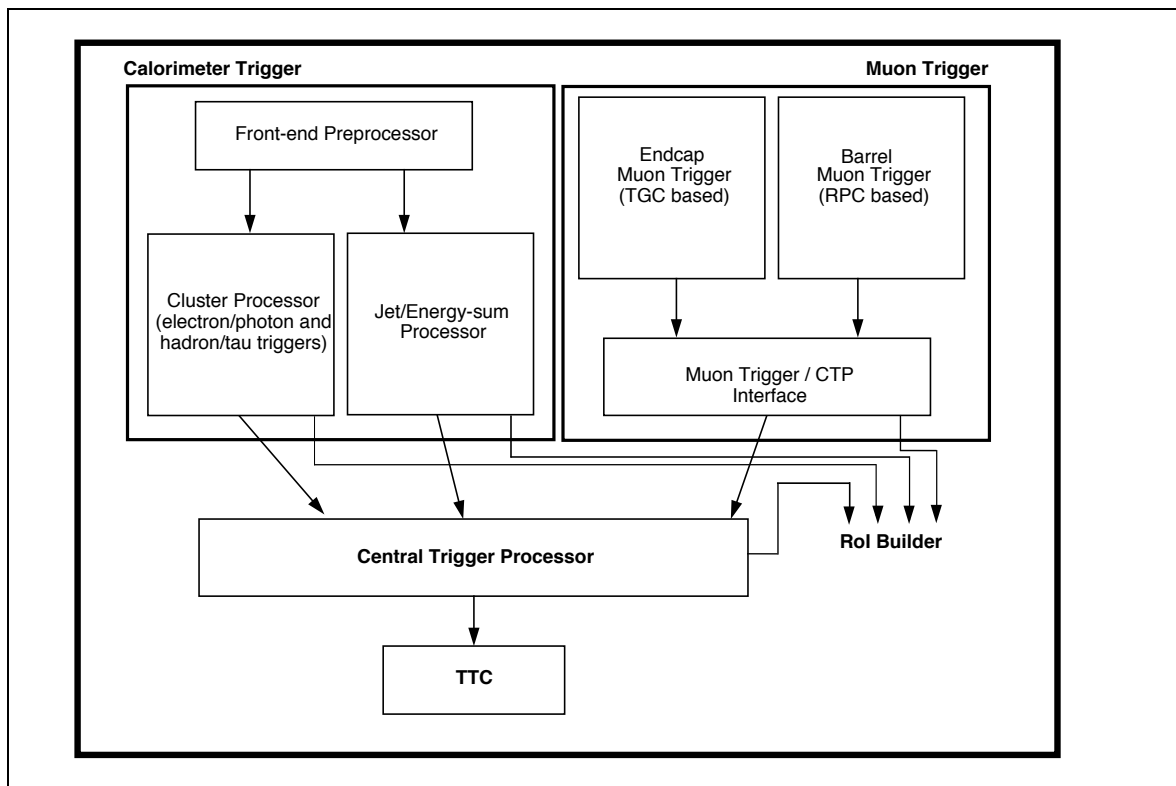 Calorimeter Trigger
Muon Trigger
Front-end Preprocessor
Endcap
Muon Trigger
(TGC based)
Barrel
Muon Trigger
(RPC based)
Cluster Processor
(electron/photon and
hadron/tau triggers)
Jet/Energy-sum
Processor
Muon Trigger / CTP
Interface
Central Trigger Processor
RoI Builder
TTC